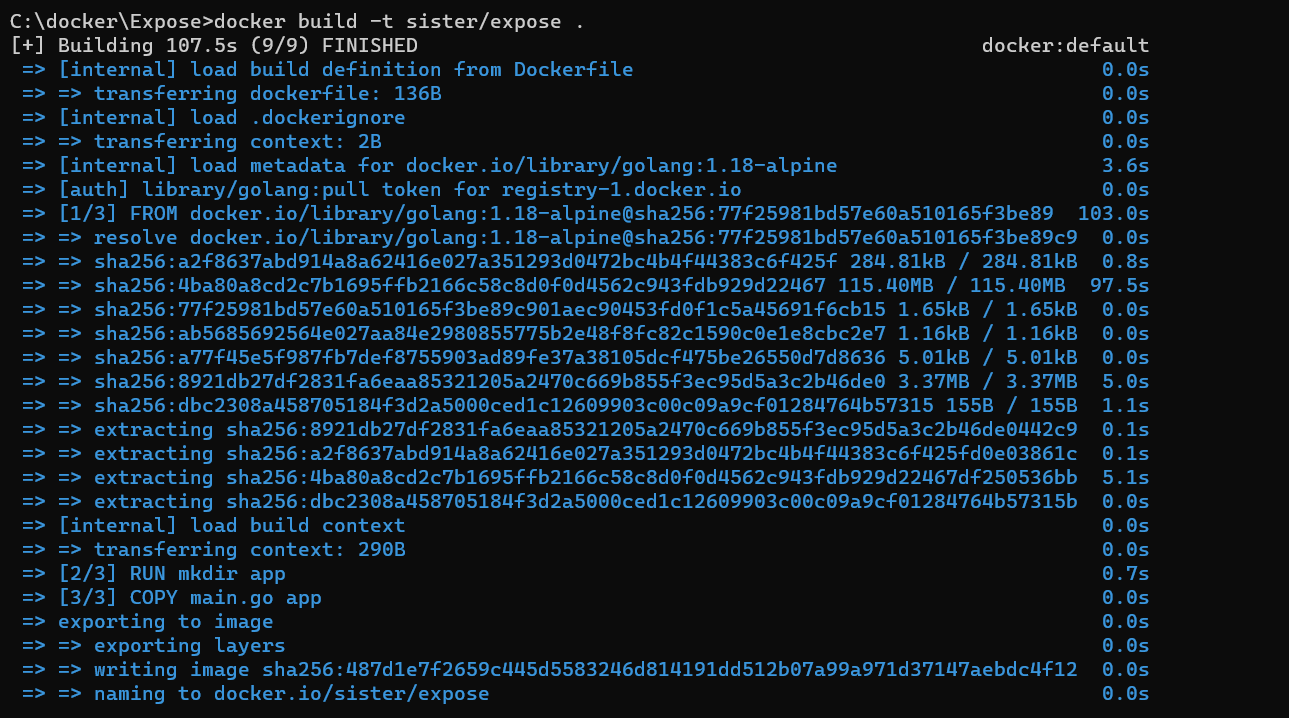 C:\docker\Expose>docker build -t sister/expose .
[+] Building 107.5s (9/9) FINISHED docker:default
=> [internal] load build definition from Dockerfile 0.0s
=> => transferring dockerfile: 136B 0.0s
=> [internal] load .dockerignore 0.0s
=> => transferring context: 2B 0.0s
=> [internal] load metadata for docker.io/library/golang:1.18-alpine 3.6s
=> [auth] library/golang:pull token for registry-1.docker.io 0.0s
=> [1/3] FROM docker.io/library/golang:1.18-alpine@sha256:77f25981bd57e60a510165f3be89 103.0s
=> => resolve docker.io/library/golang:1.18-alpine@sha256:77f25981bd57e60a510165f3be89c9 0.0s
=> => sha256:a2f8637abd914a8a62416e027a351293d0472bc4b4f44383c6f425f 284.81kB / 284.81kB 0.8s
=> => sha256:4ba80a8cd2c7b1695ffb2166c58c8d0f0d4562c943fdb929d22467 115.40MB / 115.40MB 97.5s
=> => sha256:77f25981bd57e60a510165f3be89c901aec90453fd0f1c5a45691f6cb15 1.65kB / 1.65kB 0.0s
=> => sha256:ab5685692564e027aa84e2980855775b2e48f8fc82c1590c0e1e8cbc2e7 1.16kB / 1.16kB 0.0s
=> => sha256:a77f45e5f987fb7def8755903ad89fe37a38105dcf475be26550d7d8636 5.01kB / 5.01kB 0.0s
=> => sha256:8921db27df2831fa6eaa85321205a2470c669b855f3ec95d5a3c2b46de0 3.37MB / 3.37MB 5.0s
=> => sha256:dbc2308a458705184f3d2a5000ced1c12609903c00c09a9cf01284764b57315 155B / 155B 1.1s
=> => extracting sha256:8921db27df2831fa6eaa85321205a2470c669b855f3ec95d5a3c2b46de0442c9 0.1s
=> => extracting sha256:a2f8637abd914a8a62416e027a351293d0472bc4b4f44383c6f425fd0e03861c 0.1s
=> => extracting sha256:4ba80a8cd2c7b1695ffb2166c58c8d0f0d4562c943fdb929d22467df250536bb 5.1s
=> => extracting sha256:dbc2308a458705184f3d2a5000ced1c12609903c00c09a9cf01284764b57315b 0.0s
=> [internal] load build context 0.0s
=> => transferring context: 290B 0.0s
=> [2/3] RUN mkdir app 0.7s
=> [3/3] COPY main.go app 0.0s
=> exporting to image 0.0s
=> => exporting layers 0.0s
=> => writing image sha256:487d1e7f2659c445d5583246d814191dd512b07a99a971d37147aebdc4f12 0.0s
=> => naming to docker.io/sister/expose 0.0s